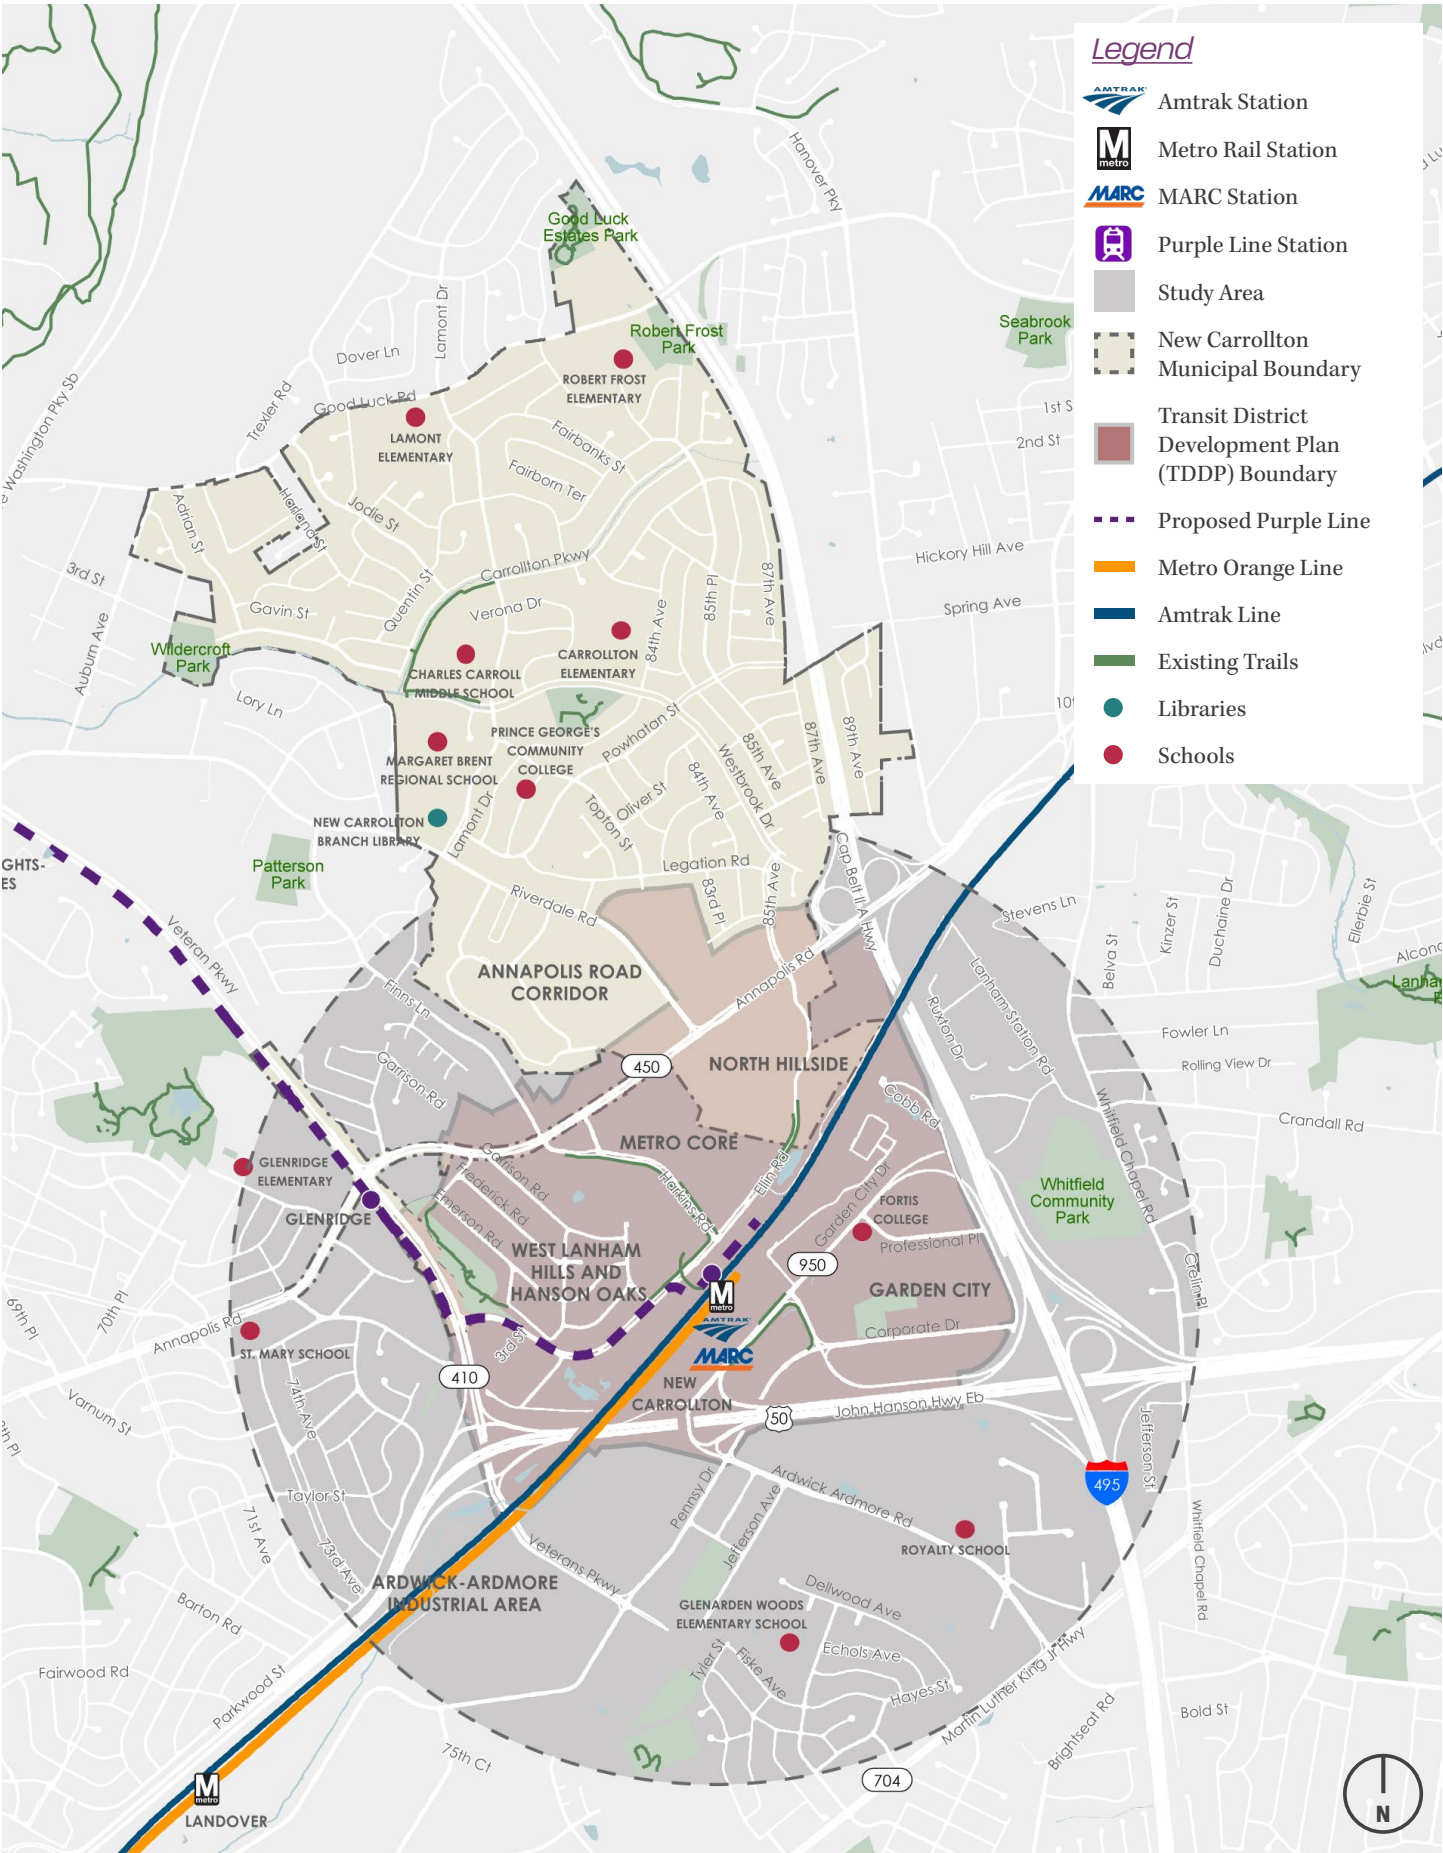 Legend
AMTRAK
Amtrak Station
M
metro
Metro Rail Station
MARC
MARC Station
Purple Line Station
Study Area
New Carrollton
Municipal Boundary
Transit District
Development Plan
(TDDP) Boundary
Proposed Purple Line
Metro Orange Line
Amtrak Line
Existing Trails
Libraries
Schools
Hanover Pky
Good Luck
Estates Park
Lamont Dr
Robert Frost
Park
Seabrook
Park
Dover Ln
ROBERT FROST
ELEMENTARY
Trexler Rd
Good Luck Rd
Washington Pky Sb
LAMONT
ELEMENTARY
1st S
2nd St
Fairbanks St
Fairborn Ter
Adrian St
Harland St
Jodie St
Hickory Hill Ave
3rd St
Carrollton Pkwy
Quentin St
85th Pl
87th Ave
Gavin St
Verona Dr
84th Ave
Spring Ave
Auburn Ave
Wildercroft
Park
CHARLES CARROLL
MIDDLE SCHOOL
CARROLLTON
ELEMENTARY
Lory Ln
Powhatan St
PRINCE GEORGE'S
COMMUNITY
COLLEGE
85th Ave
87th Ave
89th Ave
MARGARET BRENT
REGIONAL SCHOOL
Westbrook Dr
84th Ave
Oliver St
Topton St
NEW CARROLLTON
BRANCH LIBRARY
Lamont Dr
GHTS-
ES
Patterson
Park
Legation Rd
Cap Belt Il A Hwy
83rd Pl
85th Ave
Riverdale Rd
Stevens Ln
Belva St
Kinzer St
Duchaine Dr
Ellerbie St
Veteran Pkwy
Alcona
ANNAPOLIS ROAD
CORRIDOR
Annapolis Rd
Lanham Station Rd
Finns Ln
Ruxton Dr
Fowler Ln
Rolling View Dr
450
NORTH HILLSIDE
Garrison Rd
Cobb Rd
Whitfield Chapel Rd
Crandall Rd
METRO CORE
GLENRIDGE
ELEMENTARY
Garrison Rd
Frederick Rd
Emerson Rd
Harkins Rd
Ellin Rd
Garden City Dr
FORTIS
COLLEGE
Whitfield
Community
Park
GLENRIDGE
Professional Pl
WEST LANHAM
HILLS AND
HANSON OAKS
950
GARDEN CITY
Crelin Pl
M
metro
AMTRAK
MARC
69th Pl
70th Pl
Annapolis Rd
ST. MARY SCHOOL
3rd St
Corporate Dr
410
NEW
CARROLLTON
50
John Hanson Hwy Eb
Varnum St
74th Ave
Jefferson St
495
Pennsy Dr
Ardwick Ardmore Rd
Jefferson Ave
Taylor St
71st Ave
73rd Ave
Veterans Pkwy
ROYALTY SCHOOL
Whitfield Chapel Rd
ARDWICK-ARDMORE
INDUSTRIAL AREA
Dellwood Ave
Barton Rd
GLENARDEN WOODS
ELEMENTARY SCHOOL
Echols Ave
Tyler St
Fiske Ave
Fairwood Rd
Hayes St
Martin Luther King Jr Hwy
Parkwood St
Brightseat Rd
Bold St
75th Ct
704
M
metro
LANDOVER
N